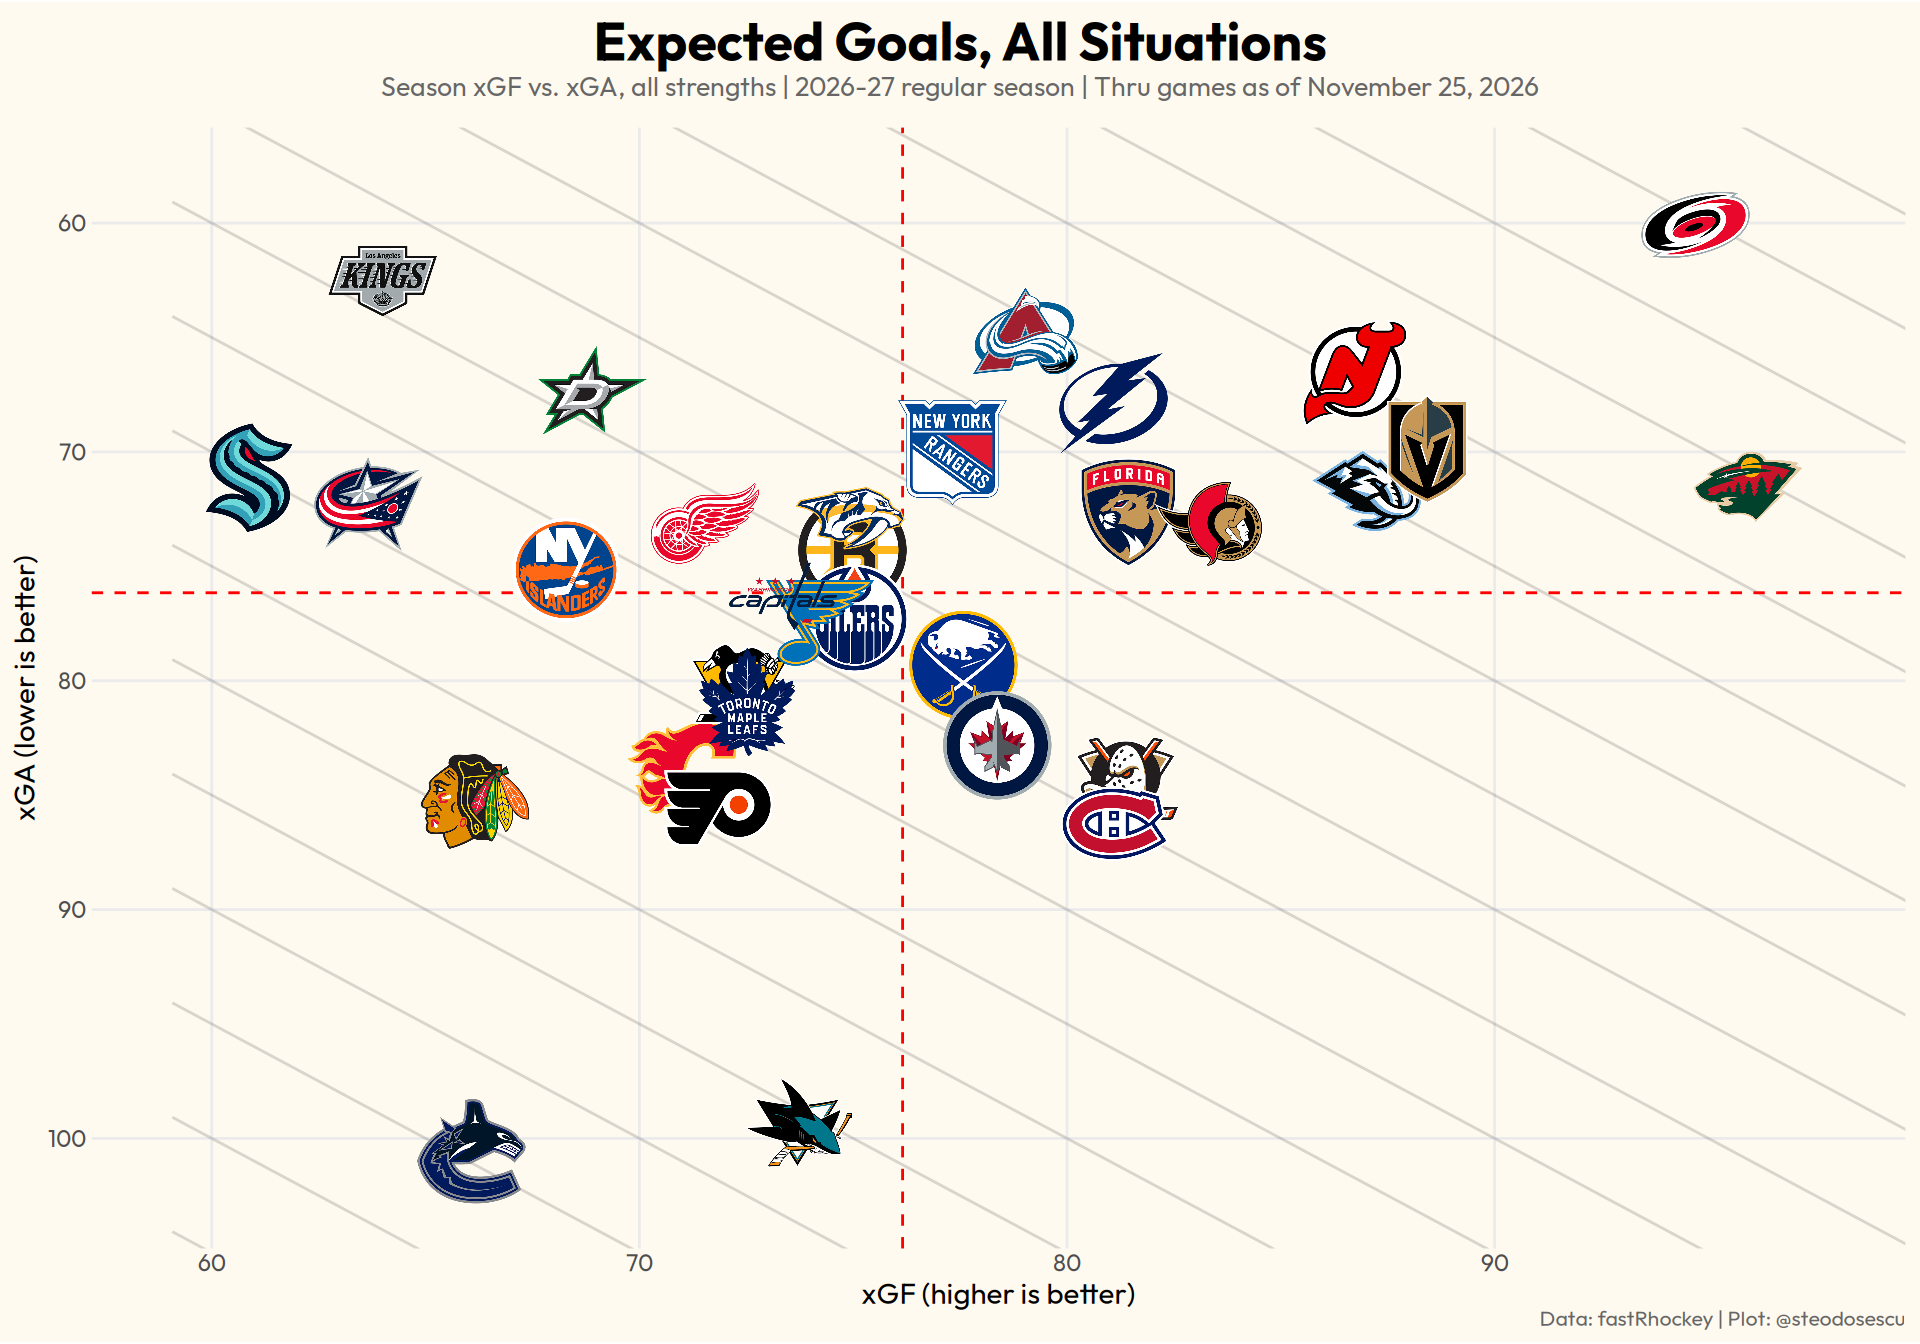 Expected Goals, All Situations
Season xGF vs. xGA, all strengths | 2026-27 regular season | Thru games as of November 25, 2026
60
70
80
90
100
xGA (lower is better)
Los Angeles
KINGS
NEW YORK
RANGERS
FLORIDA
NY
ISLANDERS
capitals
OILERS
TORONTO
MAPLE
LEAFS
60
70
80
90
xGF (higher is better)
Data: fastRhockey | Plot: @steodosescu